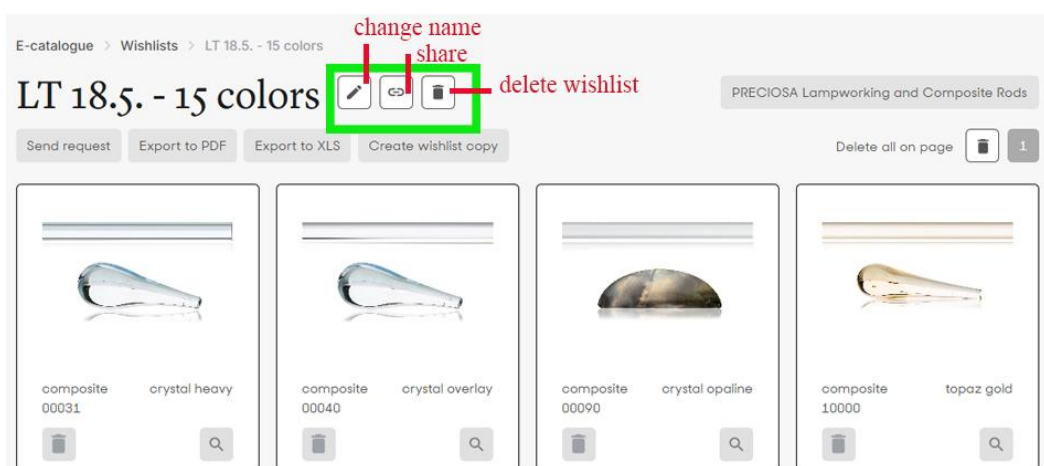 change name
share
delete wishlist
E-catalogue > Wishlists > LT 18.5. - 15 colors
LT 18.5. - 15 colors
PRECIOSA Lampworking and Composite Rods
Send request Export to PDF Export to XLS Create wishlist copy
Delete all on page 1
composite crystal heavy
00031
composite crystal overlay
00040
composite crystal opaline
00090
composite topaz gold
10000